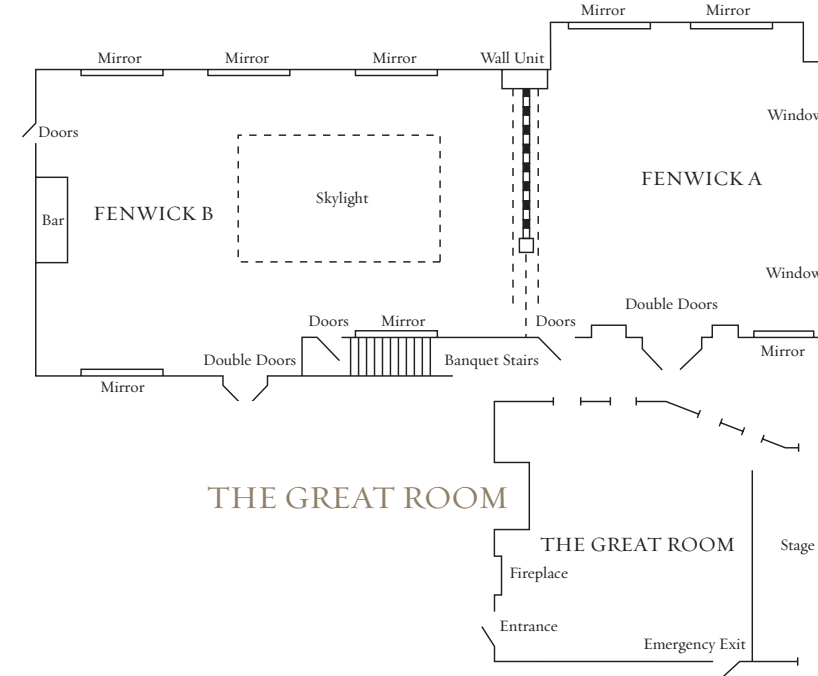 Mirror
Mirror
Mirror
Mirror
Mirror
Wall Unit
Doors
Window
Skylight
FENWICK A
Bar
FENWICK B
Window
Double Doors
Doors
Mirror
Doors
Double Doors
Banquet Stairs
Mirror
Mirror
THE GREAT ROOM
THE GREAT ROOM
Stage
Fireplace
Entrance
Emergency Exit